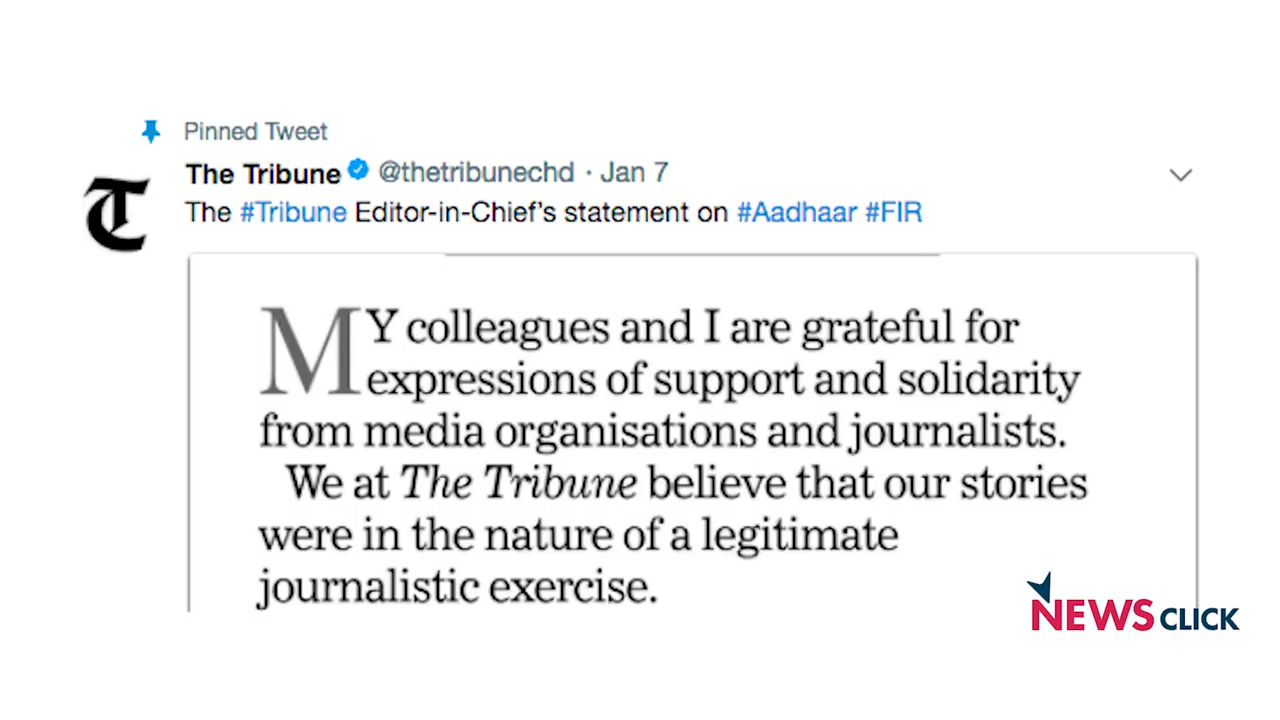 Pinned Tweet
The Tribune @thetribunechd · Jan 7
The #Tribune Editor-in-Chief's statement on #Aadhaar #FIR
MY colleagues and I are grateful for
expressions of support and solidarity
from media organisations and journalists.
We at The Tribune believe that our stories
were in the nature of a legitimate
journalistic exercise.
NEWSCLICK